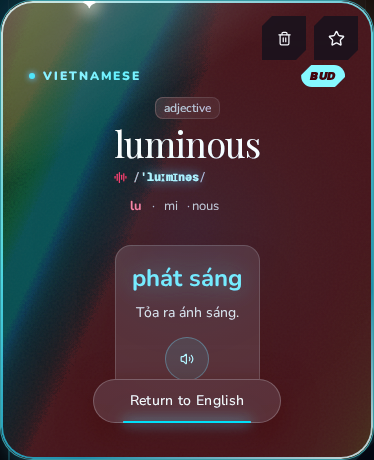 VIETNAMESE
BUD
adjective
luminous
/ˈluːmɪnəs/
lu · mi · nous
phát sáng
Tỏa ra ánh sáng.
Return to English